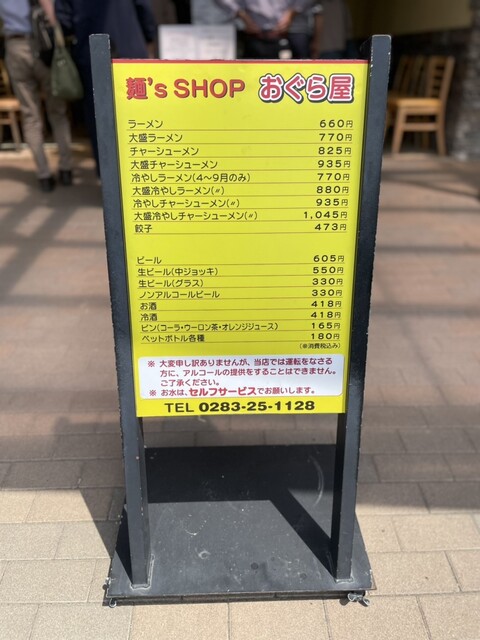 麺's SHOP おぐら屋
ラーメン 660円
大盛ラーメン 770円
チャーシューメン 825円
大盛チャーシューメン 935円
冷やしラーメン(4〜9月のみ) 770円
大盛冷やしラーメン(〃) 880円
冷やしチャーシューメン(〃) 935円
大盛冷やしチャーシューメン(〃) 1,045円
餃子 473円
ビール 605円
生ビール(中ジョッキ) 550円
生ビール(グラス) 330円
ノンアルコールビール 330円
お酒 418円
冷酒 418円
ビン(コーラ・ウーロン茶・オレンジジュース) 165円
ペットボトル各種 180円
(※消費税込み)
※ 大変申し訳ありませんが、当店では運転をなさる
方に、アルコールの提供をすることはできません。
ご了承ください。
※ お水は、セルフサービスでお願いします。
TEL 0283-25-1128